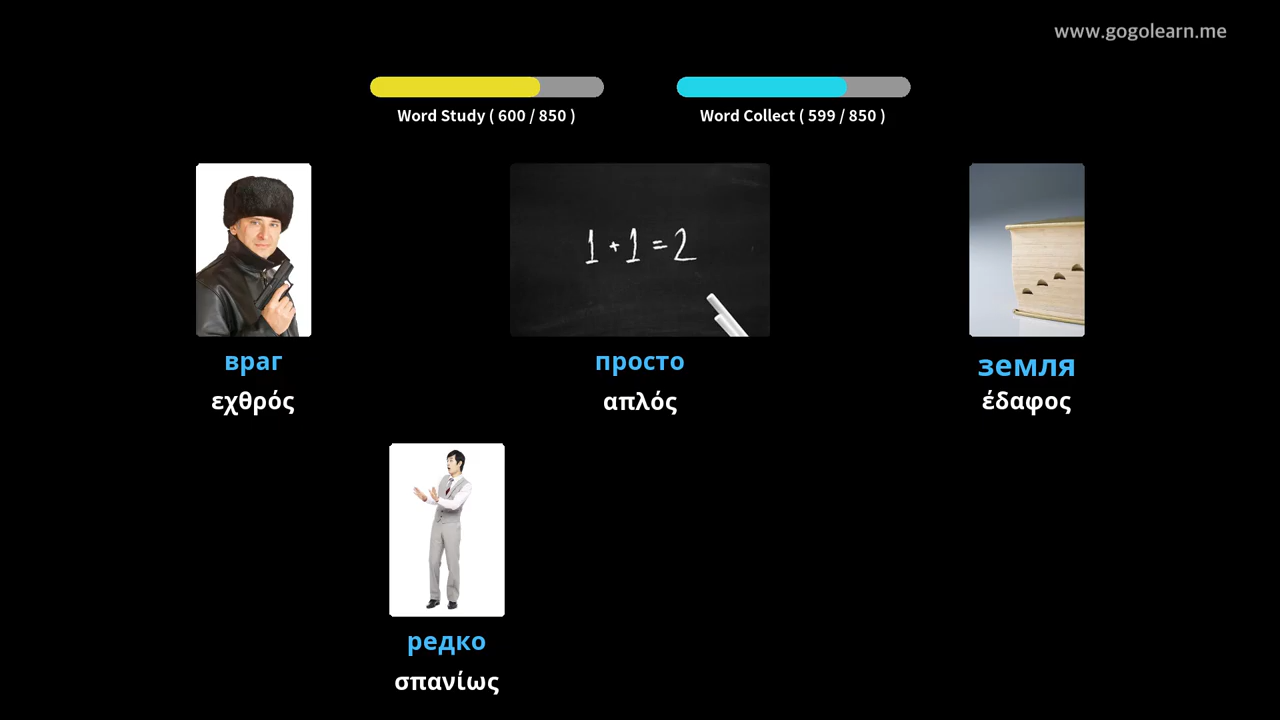 www.gogolearn.me
Word Study ( 600 / 850 )
Word Collect ( 599 / 850 )
1 + 1 = 2
враг
просто
земля
εχθρός
απλός
έδαφος
редко
σπανίως